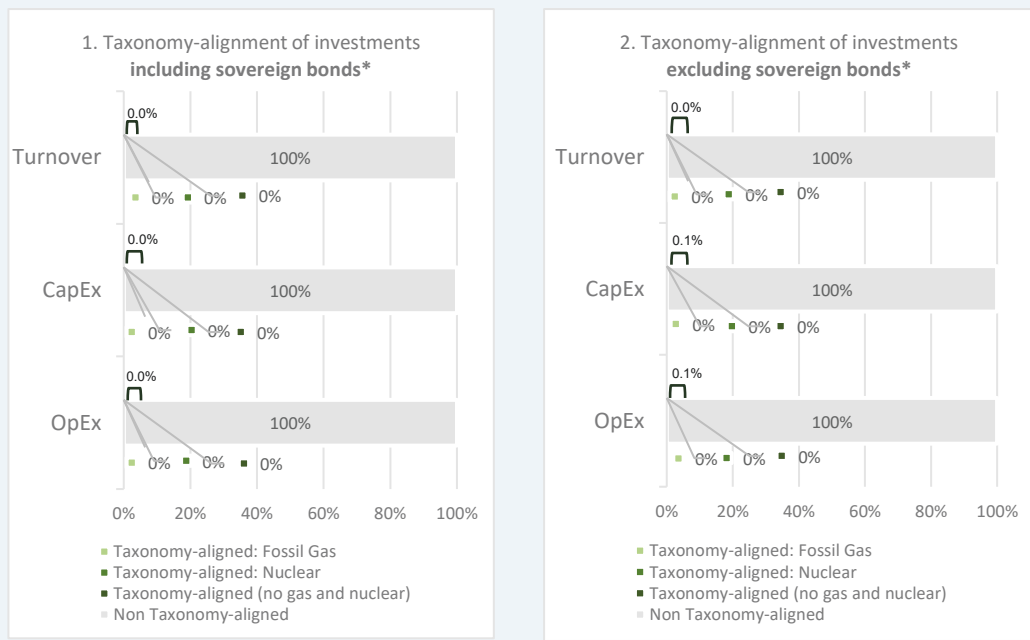 1. Taxonomy-alignment of investments
including sovereign bonds*
0.0%
Turnover
100%
0% 0% 0%
0.0%
CapEx
100%
0% 0% 0%
0.0%
OpEx
100%
0% 0% 0%
0% 20% 40% 60% 80% 100%
Taxonomy-aligned: Fossil Gas
Taxonomy-aligned: Nuclear
Taxonomy-aligned (no gas and nuclear)
Non Taxonomy-aligned
2. Taxonomy-alignment of investments
excluding sovereign bonds*
0.0%
Turnover
100%
0% 0% 0%
0.1%
CapEx
100%
0% 0% 0%
0.1%
OpEx
100%
0% 0% 0%
0% 20% 40% 60% 80% 100%
Taxonomy-aligned: Fossil Gas
Taxonomy-aligned: Nuclear
Taxonomy-aligned (no gas and nuclear)
Non Taxonomy-aligned